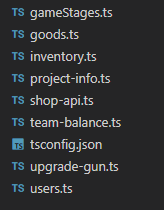 TS gameStages.ts
TS goods.ts
TS inventory.ts
TS project-info.ts
TS shop-api.ts
TS team-balance.ts
TS tsconfig.json
TS upgrade-gun.ts
TS users.ts